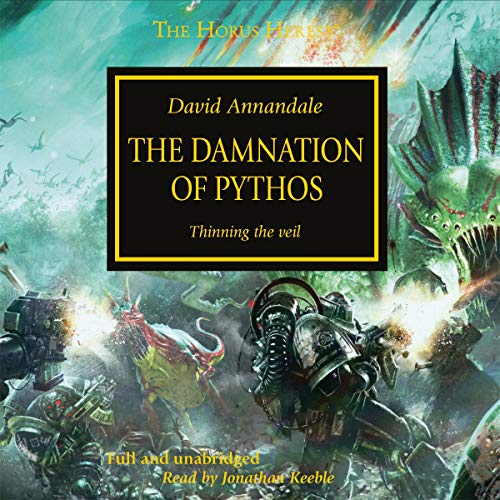 The Horus Heresy
David Annandale
THE DAMNATION
OF PYTHOS
Thinning the veil
Full and unabridged
Read by Jonathan Keeble